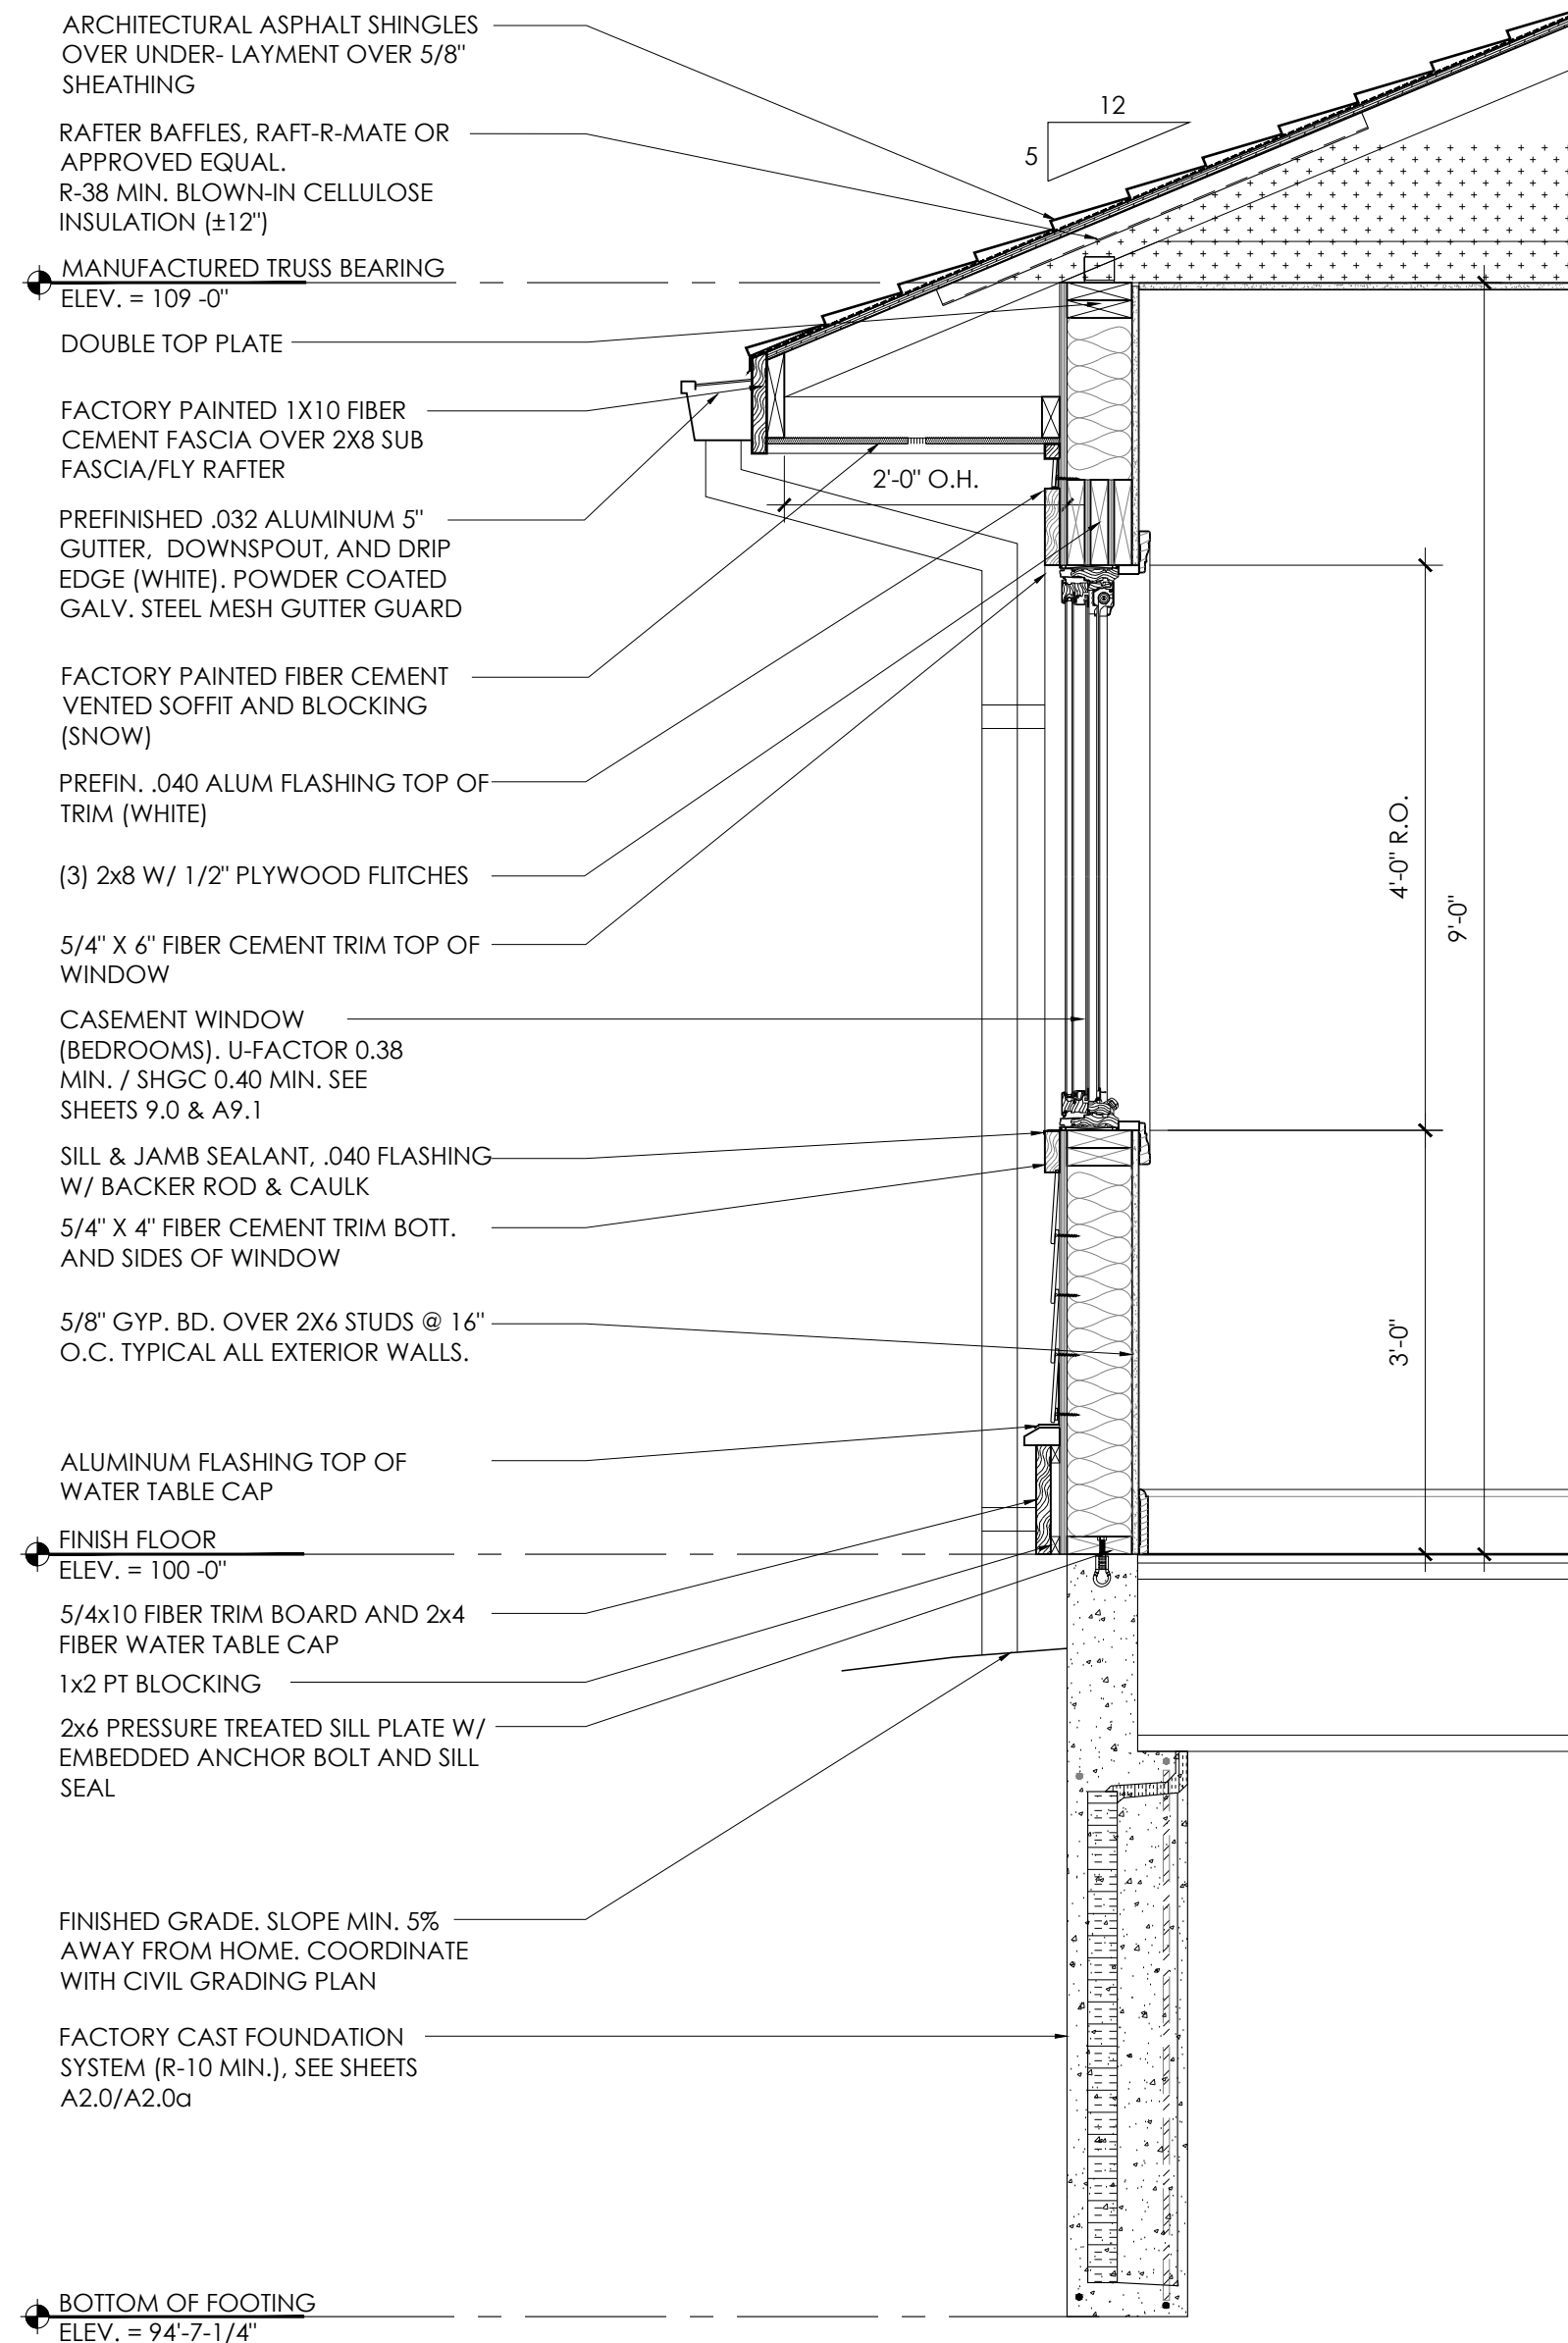 ARCHITECTURAL ASPHALT SHINGLES
OVER UNDER- LAYMENT OVER 5/8"
SHEATHING
12
5
RAFTER BAFFLES, RAFT-R-MATE OR
APPROVED EQUAL.
R-38 MIN. BLOWN-IN CELLULOSE
INSULATION (±12")
MANUFACTURED TRUSS BEARING
ELEV. = 109 -0"
DOUBLE TOP PLATE
FACTORY PAINTED 1X10 FIBER
CEMENT FASCIA OVER 2X8 SUB
FASCIA/FLY RAFTER
2'-0" O.H.
PREFINISHED .032 ALUMINUM 5"
GUTTER, DOWNSPOUT, AND DRIP
EDGE (WHITE). POWDER COATED
GALV. STEEL MESH GUTTER GUARD
FACTORY PAINTED FIBER CEMENT
VENTED SOFFIT AND BLOCKING
(SNOW)
PREFIN. .040 ALUM FLASHING TOP OF
TRIM (WHITE)
4'-0" R.O.
9'-0"
(3) 2x8 W/ 1/2" PLYWOOD FLITCHES
5/4" X 6" FIBER CEMENT TRIM TOP OF
WINDOW
CASEMENT WINDOW
(BEDROOMS). U-FACTOR 0.38
MIN. / SHGC 0.40 MIN. SEE
SHEETS 9.0 & A9.1
SILL & JAMB SEALANT, .040 FLASHING
W/ BACKER ROD & CAULK
5/4" X 4" FIBER CEMENT TRIM BOTT.
AND SIDES OF WINDOW
5/8" GYP. BD. OVER 2X6 STUDS @ 16"
O.C. TYPICAL ALL EXTERIOR WALLS.
3'-0"
ALUMINUM FLASHING TOP OF
WATER TABLE CAP
FINISH FLOOR
ELEV. = 100 -0"
5/4x10 FIBER TRIM BOARD AND 2x4
FIBER WATER TABLE CAP
1x2 PT BLOCKING
2x6 PRESSURE TREATED SILL PLATE W/
EMBEDDED ANCHOR BOLT AND SILL
SEAL
FINISHED GRADE. SLOPE MIN. 5%
AWAY FROM HOME. COORDINATE
WITH CIVIL GRADING PLAN
FACTORY CAST FOUNDATION
SYSTEM (R-10 MIN.), SEE SHEETS
A2.0/A2.0a
BOTTOM OF FOOTING
ELEV. = 94'-7-1/4"